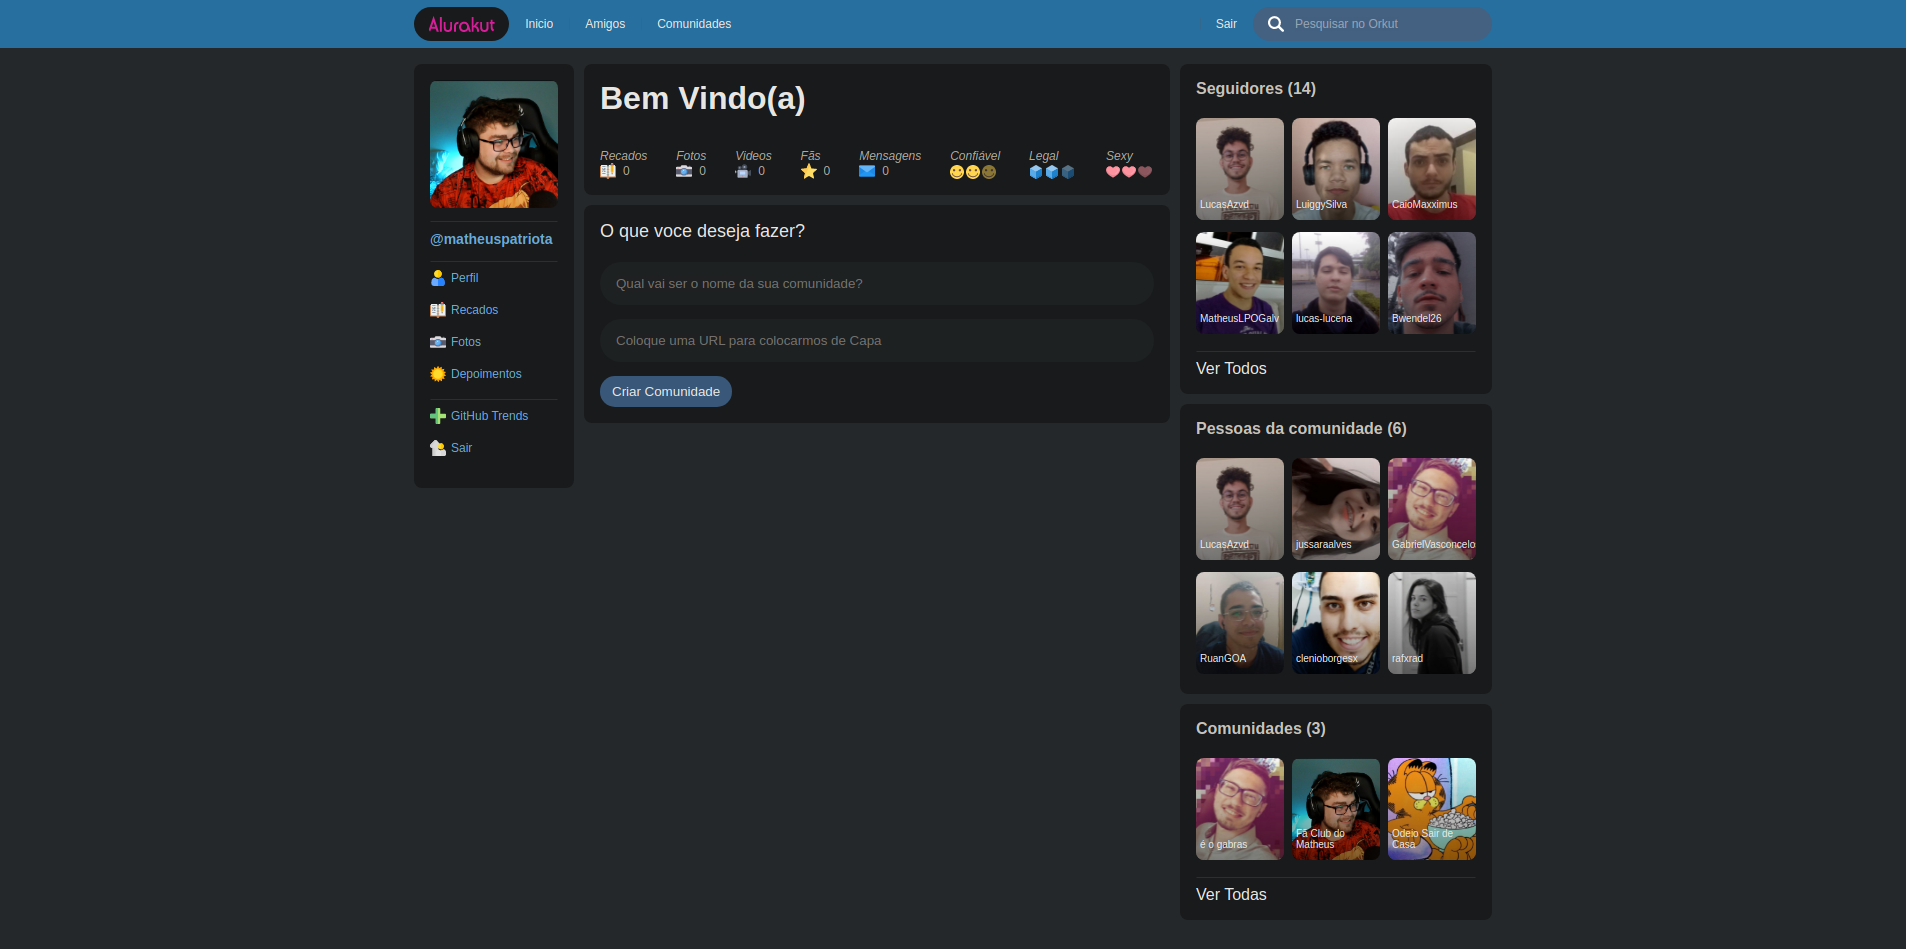 Alurakut
Inicio
Amigos
Comunidades
Sair
Pesquisar no Orkut
@matheuspatriota
Perfil
Recados
Fotos
Depoimentos
GitHub Trends
Sair
Bem Vindo(a)
Recados Fotos Videos Fãs Mensagens Confiável Legal Sexy
0 0 0 0 0
O que voce deseja fazer?
Qual vai ser o nome da sua comunidade?
Coloque uma URL para colocarmos de Capa
Criar Comunidade
Seguidores (14)
LucasAzvd LuiggySilva CaioMaxximus
MatheusLPOGalv lucas-lucena Bwendel26
Ver Todos
Pessoas da comunidade (6)
LucasAzvd jussaraalves GabrielVasconcelo
RuanGOA clenioborgesx rafxrad
Comunidades (3)
é o gabras
Fã Club do
Matheus
Odeio Sair de
Casa
Ver Todas